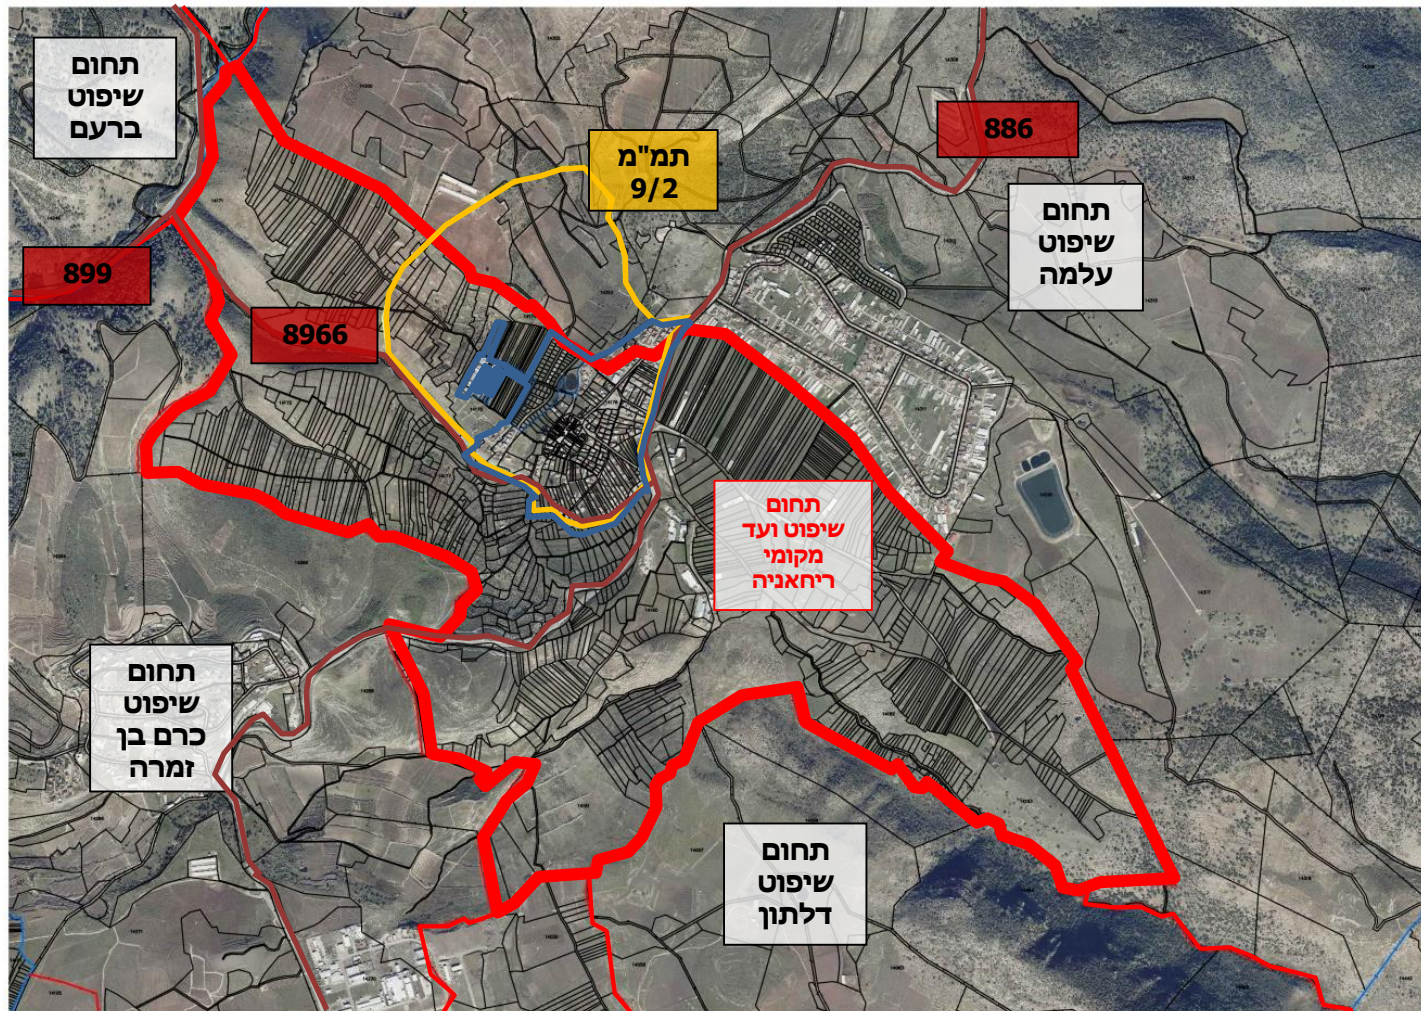 תחום
שיפוט
ברעם
תמ"מ
9/2
886
תחום
שיפוט
עלמה
899
8966
תחום
שיפוט ועד
מקומי
ריחאניה
תחום
שיפוט
כרם בן
זמרה
תחום
שיפוט
דלתון